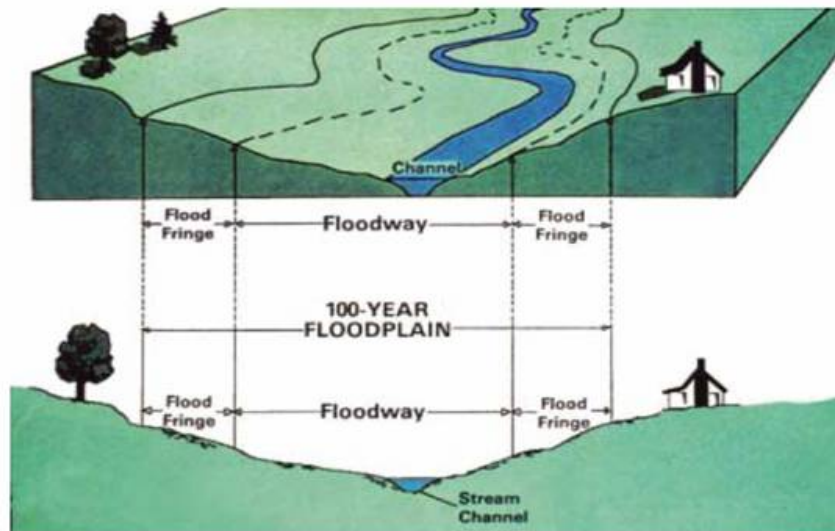 Channel
Flood
Fringe
Floodway
Flood
Fringe
100-YEAR
FLOODPLAIN
Flood
Fringe
Floodway
Flood
Fringe
Stream
Channel